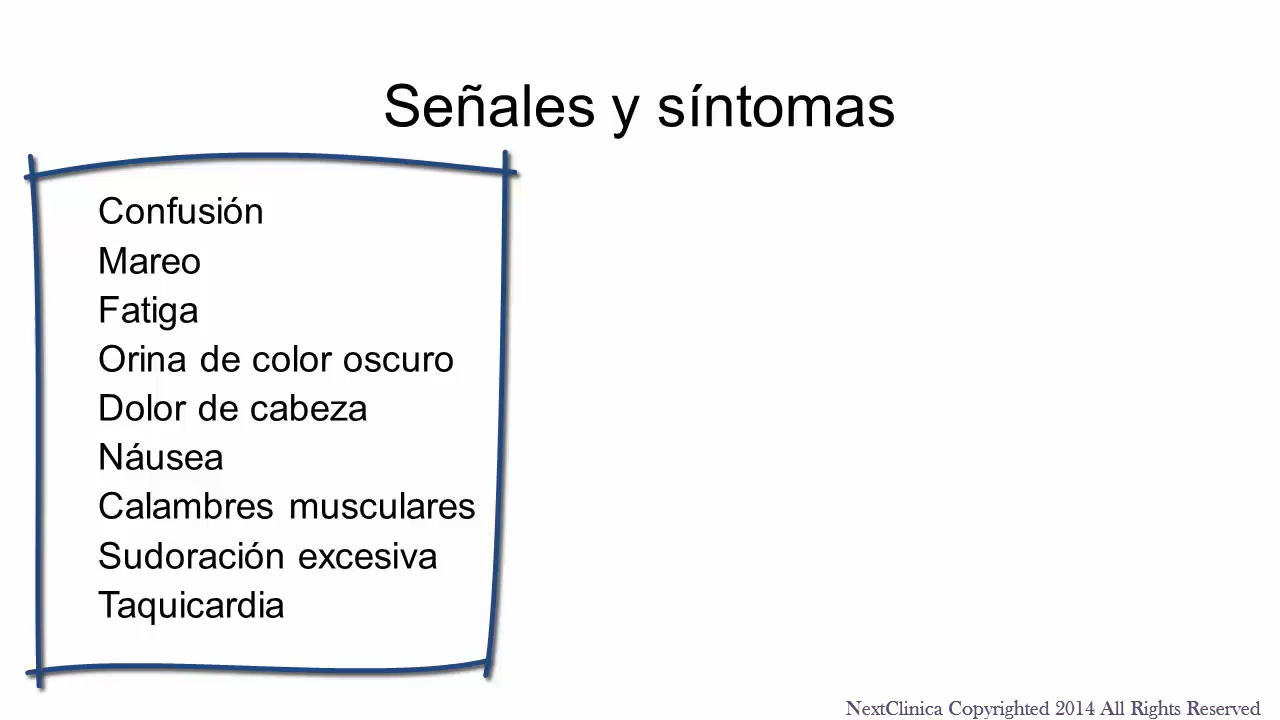 Señales y síntomas
Confusión
Mareo
Fatiga
Orina de color oscuro
Dolor de cabeza
Náusea
Calambres musculares
Sudoración excesiva
Taquicardia
NextClinica Copyrighted 2014 All Rights Reserved